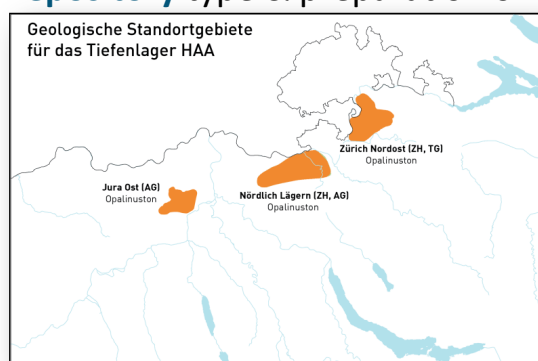 Geologische Standortgebiete
für das Tiefenlager HAA
Zürich Nordost (ZH, TG)
Opalinuston
Jura Ost (AG)
Opalinuston
Nördlich Lägern (ZH, AG)
Opalinuston